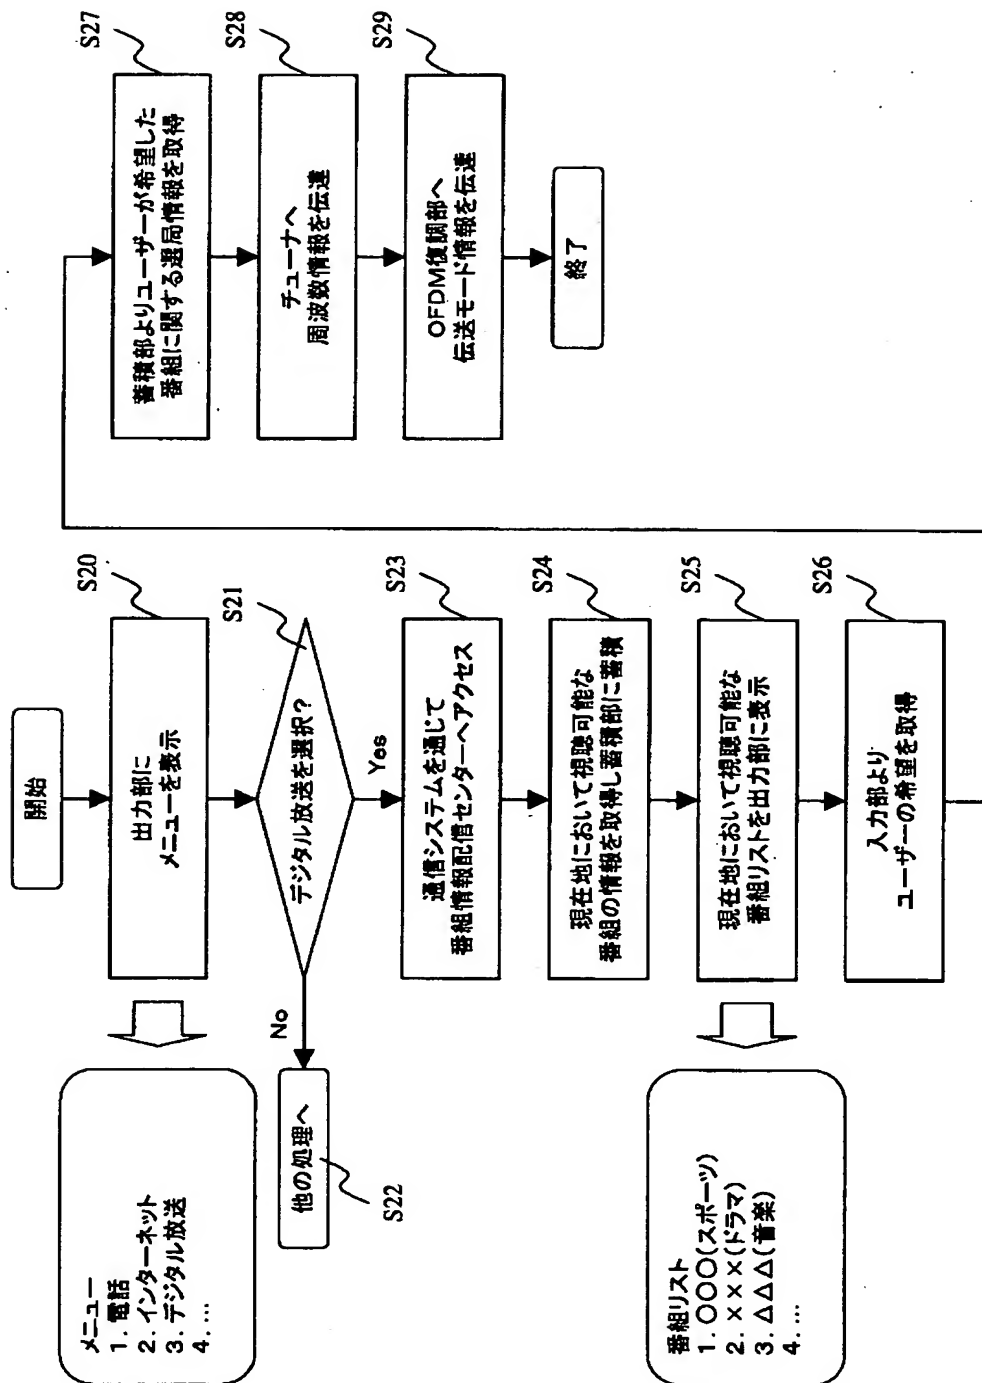 開始
出力部に
メニューを表示
S20
メニュー
1. 電話
2. インターネット
3. デジタル放送
4. …
デジタル放送を選択?
S21
No
他の処理へ
S22
Yes
通信システムを通じて
番組情報配信センターへアクセス
S23
現在地において視聴可能な
番組の情報を取得し蓄積部に蓄積
S24
現在地において視聴可能な
番組リストを出力部に表示
S25
番組リスト
1. ○○○(スポーツ)
2. ×××(ドラマ)
3. △△△(音楽)
4. …
入力部より
ユーザーの希望を取得
S26
蓄積部よりユーザーが希望した
番組に関する選局情報を取得
S27
チューナへ
周波数情報を伝達
S28
OFDM復調部へ
伝送モード情報を伝達
S29
終了